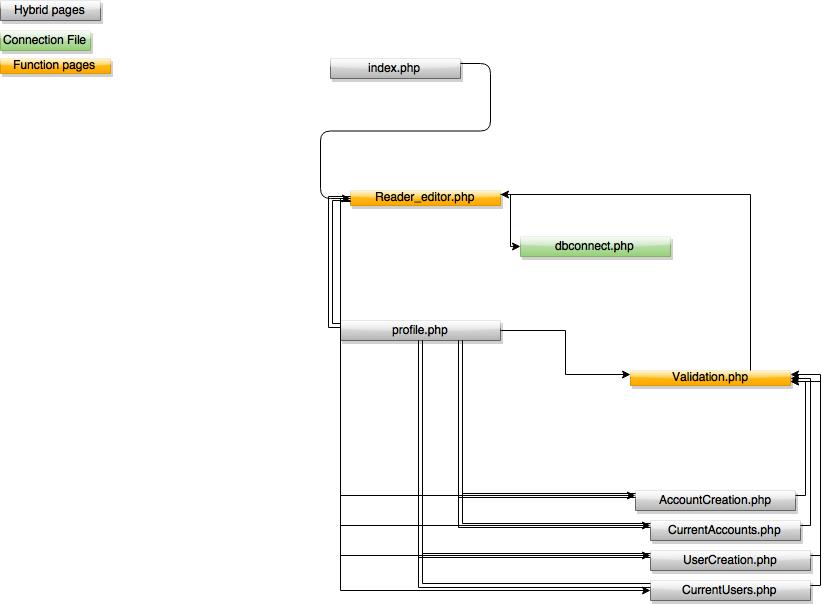 Hybrid pages
Connection File
Function pages
index.php
Reader_editor.php
dbconnect.php
profile.php
Validation.php
AccountCreation.php
CurrentAccounts.php
UserCreation.php
CurrentUsers.php